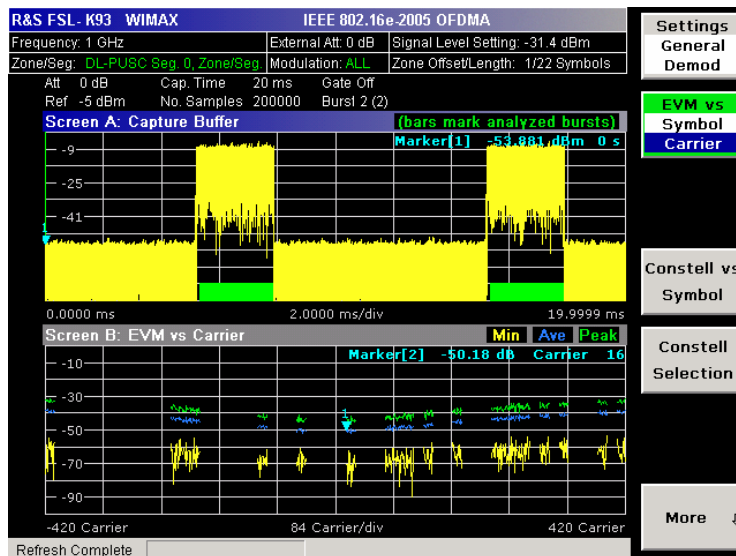 R&S FSL- K93 WIMAX IEEE 802.16e-2005 OFDMA
Frequency: 1 GHz External Att: 0 dB Signal Level Setting: -31.4 dBm
Zone/Seg: DL-PUSC Seg. 0, Zone/Seg. Modulation: ALL Zone Offset/Length: 1/22 Symbols
Att 0 dB Cap. Time 20 ms Gate Off
Ref -5 dBm No. Samples 200000 Burst 2 (2)
Screen A: Capture Buffer (bars mark analyzed bursts)
Marker[1] -53.881 dBm 0 s
-9
-25
-41
1
0.0000 ms 2.0000 ms/div 19.9999 ms
Screen B: EVM vs Carrier Min Ave Peak
Marker[2] -50.18 dB Carrier 16
-10
-30
1
-50
-70
-90
-420 Carrier 84 Carrier/div 420 Carrier
Refresh Complete
Settings
General
Demod
EVM vs
Symbol
Carrier
Constell vs
Symbol
Constell
Selection
More